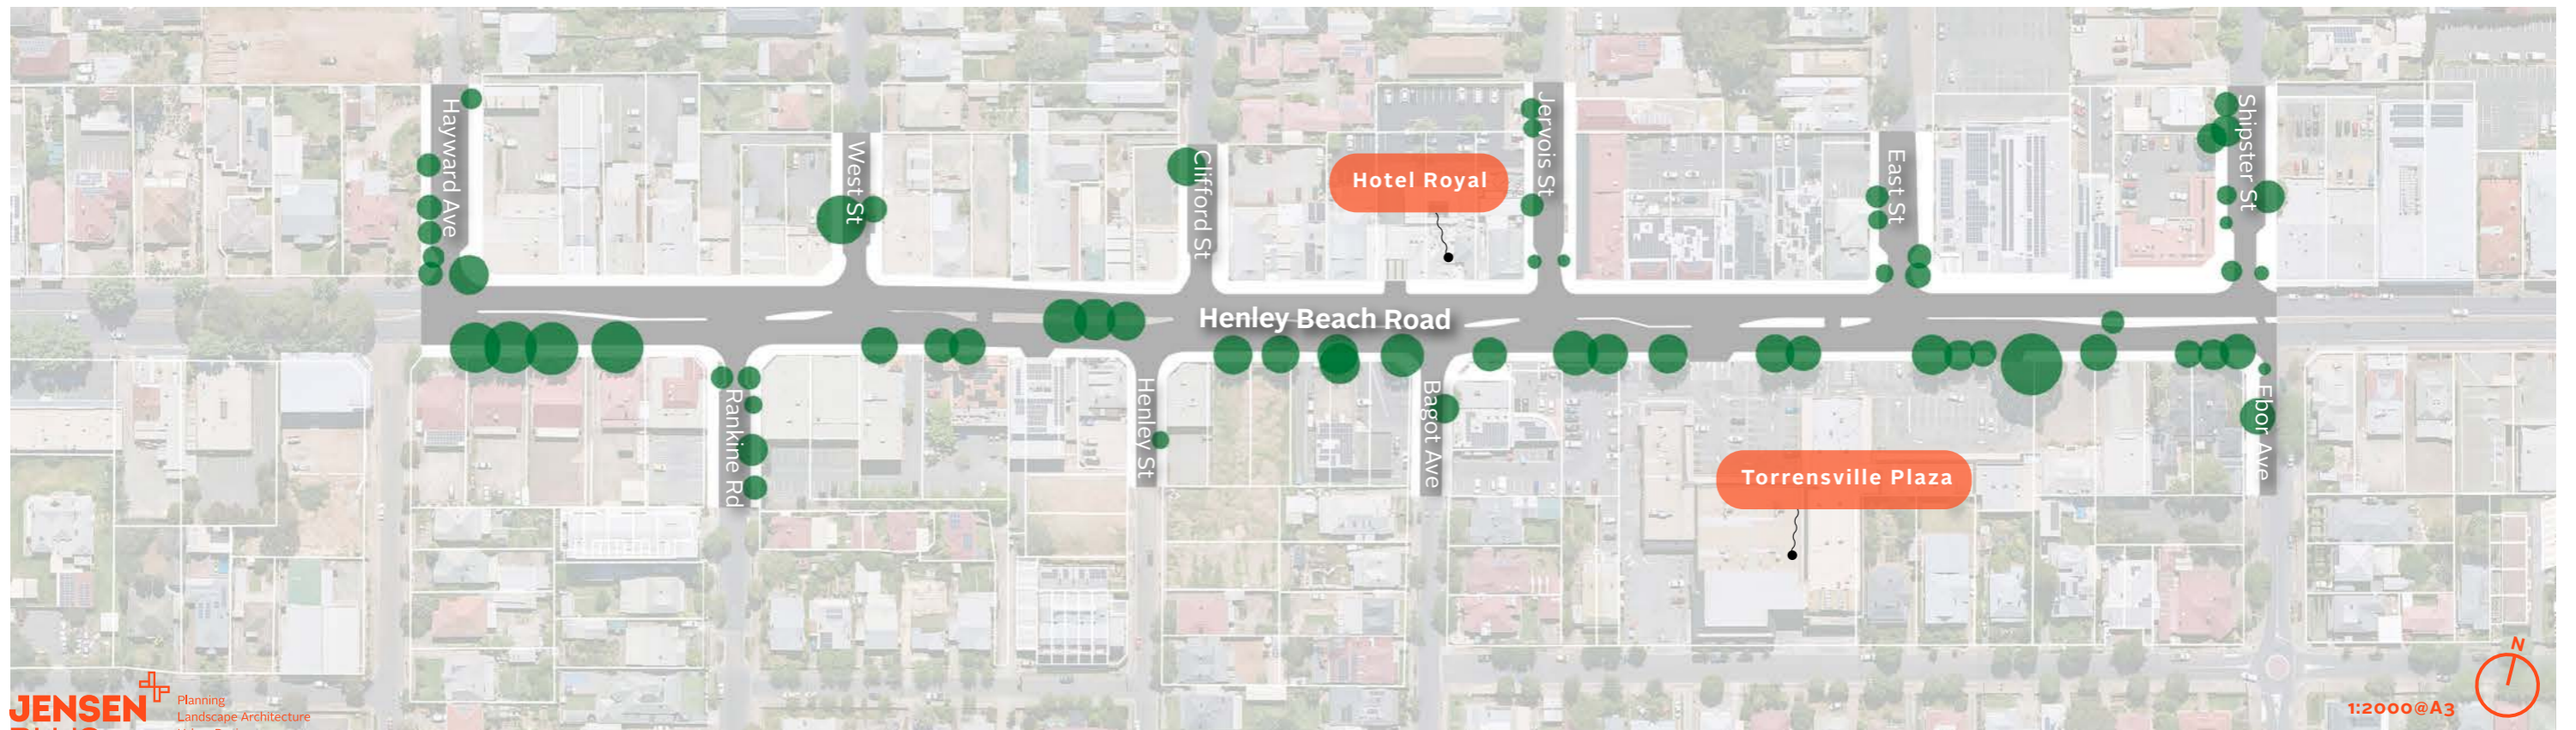 Hayward Ave
West St
Clifford St
Jervois St
East St
Shipster St
Hotel Royal
Henley Beach Road
Rankine Rd
Henley St
Bagot Ave
Ebor Ave
Torrensville Plaza
N
1:2000@A3
JENSEN
Planning
Landscape Architecture